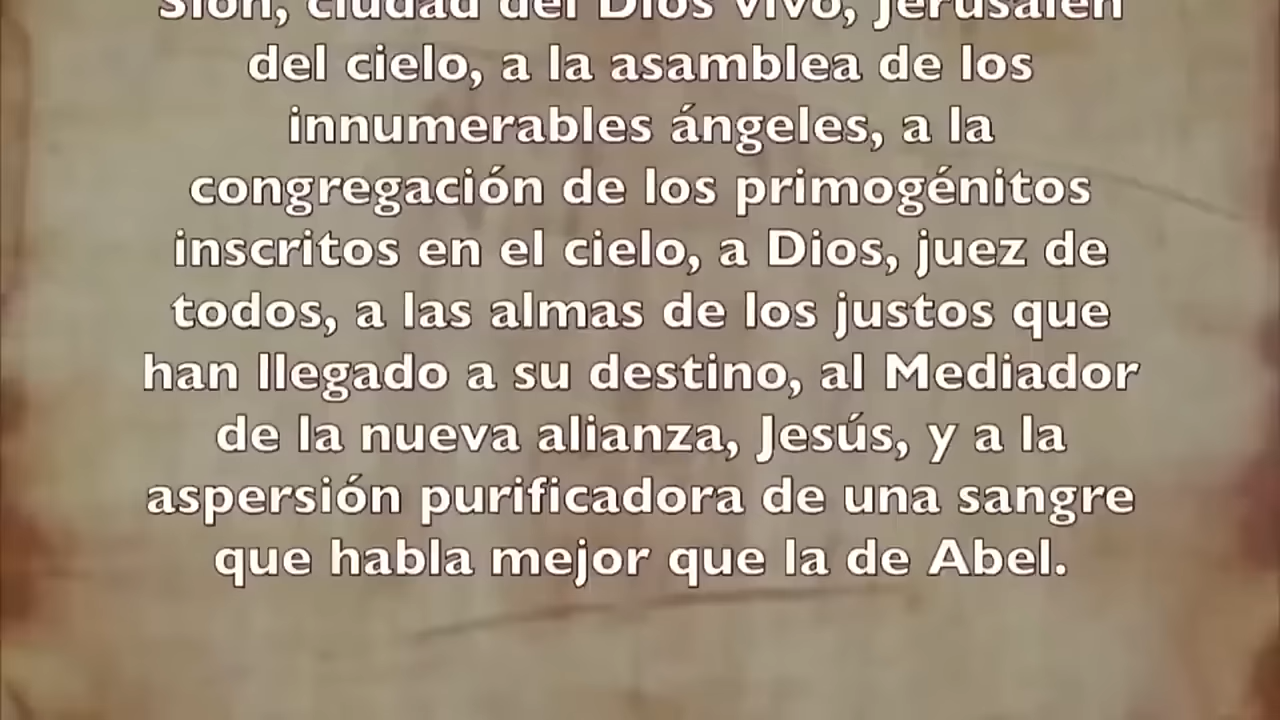 Sión, ciudad del Dios vivo, Jerusalén
del cielo, a la asamblea de los
innumerables ángeles, a la
congregación de los primogénitos
inscritos en el cielo, a Dios, juez de
todos, a las almas de los justos que
han llegado a su destino, al Mediador
de la nueva alianza, Jesús, y a la
aspersión purificadora de una sangre
que habla mejor que la de Abel.